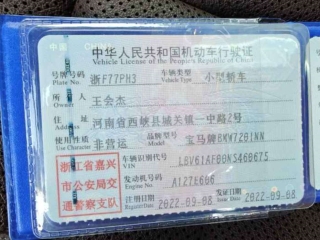 中华人民共和国机动车行驶证
Vehicle License of the People's Republic of China
号牌号码 浙F77PH3 车辆类型 小型轿车
Plate No. Vehicle Type
所有人 王会杰
Owner
住址 河南省西峡县城关镇一中路2号
Address
使用性质 非营运 品牌型号 宝马牌BMW7201NN
Use Character Model
浙江省嘉兴
市公安局交
通警察支队
车辆识别代号 LBV61AFB0NS460675
VIN
发动机号码 A127E606
Engine No.
注册日期 2022-09-08 发证日期 2022-09-08
Register Date Issue Date